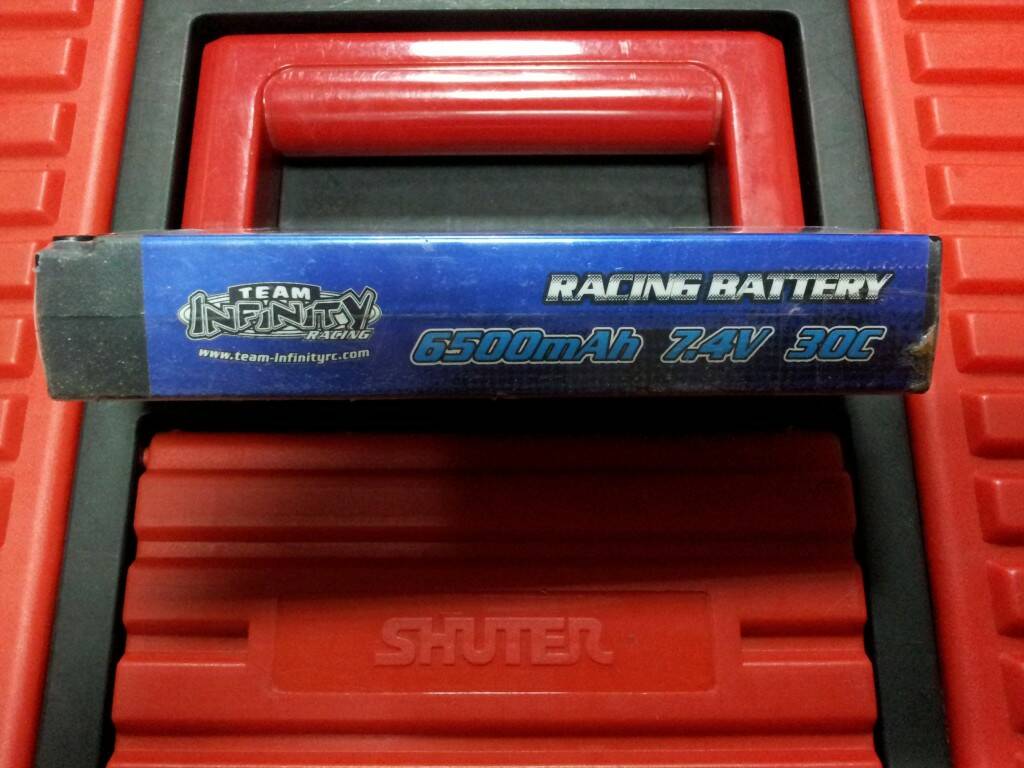 TEAM
INFINITY
RACING
www.team-infinityrc.com
RACING BATTERY
6500mAh 7.4V 30C
SHUTER